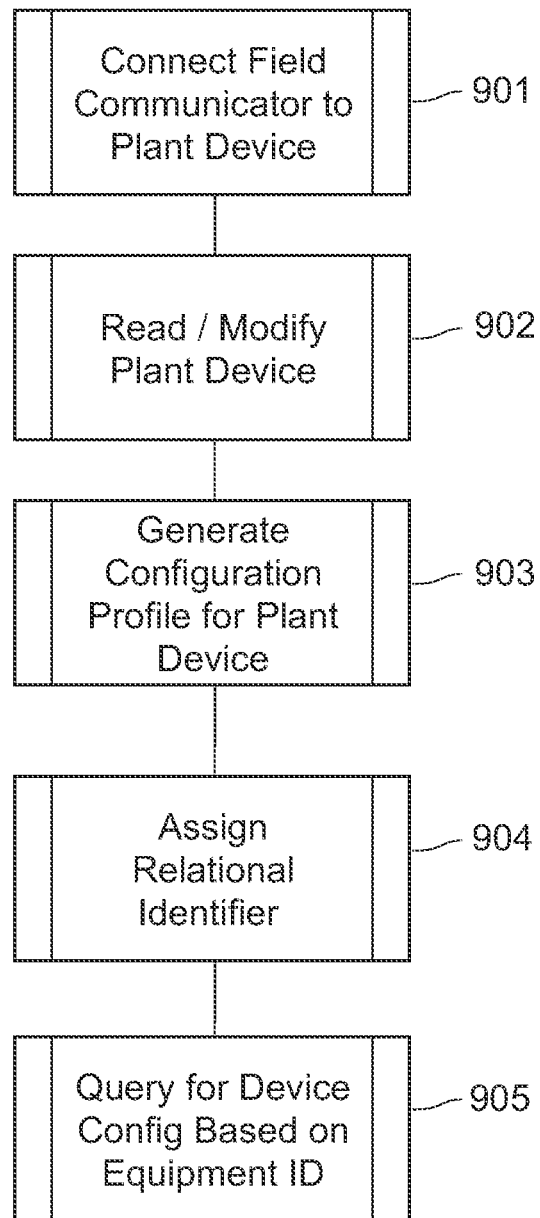 Connect Field
Communicator to
Plant Device
901
Read / Modify
Plant Device
902
Generate
Configuration
Profile for Plant
Device
903
Assign
Relational
Identifier
904
Query for Device
Config Based on
Equipment ID
905